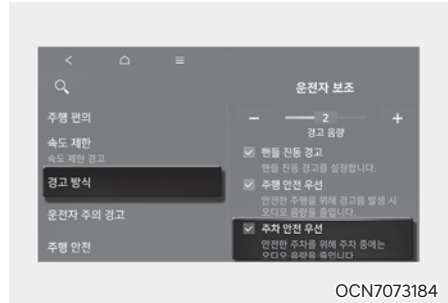 운전자 보조
주행 편의
속도 제한
속도 제한 경고
경고 방식
운전자 주의 경고
주행 안전
− 2 +
경고 음량
핸들 진동 경고
핸들 진동 경고를 설정합니다.
주행 안전 우선
안전한 주행을 위해 경고음 발생 시
오디오 음량을 줄입니다.
주차 안전 우선
안전한 주차를 위해 주차 중에는
오디오 음량을 줄입니다
OCN7073184